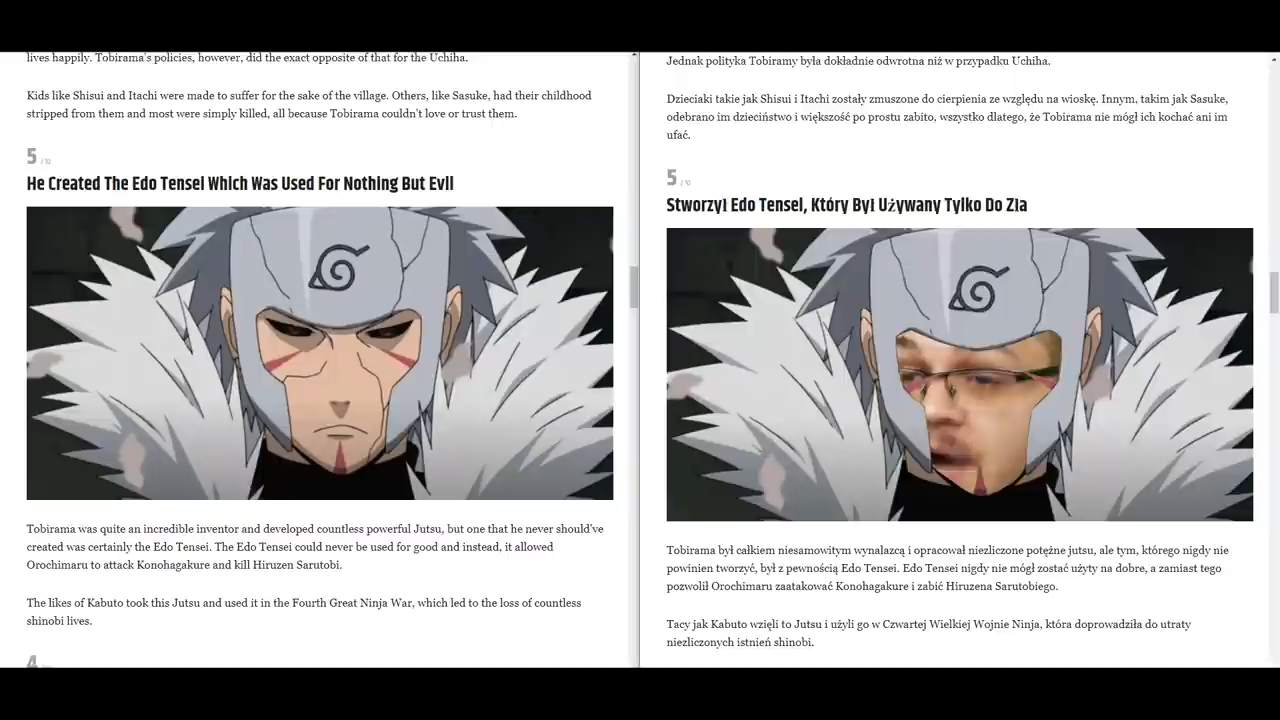 lives happily. Tobirama's policies, however, did the exact opposite of that for the Uchiha.
Kids like Shisui and Itachi were made to suffer for the sake of the village. Others, like Sasuke, had their childhood
stripped from them and most were simply killed, all because Tobirama couldn't love or trust them.
5 / 10
He Created The Edo Tensei Which Was Used For Nothing But Evil
Tobirama was quite an incredible inventor and developed countless powerful Jutsu, but one that he never should've
created was certainly the Edo Tensei. The Edo Tensei could never be used for good and instead, it allowed
Orochimaru to attack Konohagakure and kill Hiruzen Sarutobi.
The likes of Kabuto took this Jutsu and used it in the Fourth Great Ninja War, which led to the loss of countless
shinobi lives.
4
Jednak polityka Tobiramy była dokładnie odwrotna niż w przypadku Uchiha.
Dzieciaki takie jak Shisui i Itachi zostały zmuszone do cierpienia ze względu na wioskę. Innym, takim jak Sasuke,
odebrano im dzieciństwo i większość po prostu zabito, wszystko dlatego, że Tobirama nie mógł ich kochać ani im
ufać.
5 / 10
Stworzył Edo Tensei, Który Był Używany Tylko Do Zła
Tobirama był całkiem niesamowitym wynalazcą i opracował niezliczone potężne jutsu, ale tym, którego nigdy nie
powinien tworzyć, był z pewnością Edo Tensei. Edo Tensei nigdy nie mógł zostać użyty na dobre, a zamiast tego
pozwolił Orochimaru zaatakować Konohagakure i zabić Hiruzena Sarutobiego.
Tacy jak Kabuto wzięli to Jutsu i użyli go w Czwartej Wielkiej Wojnie Ninja, która doprowadziła do utraty
niezliczonych istnień shinobi.